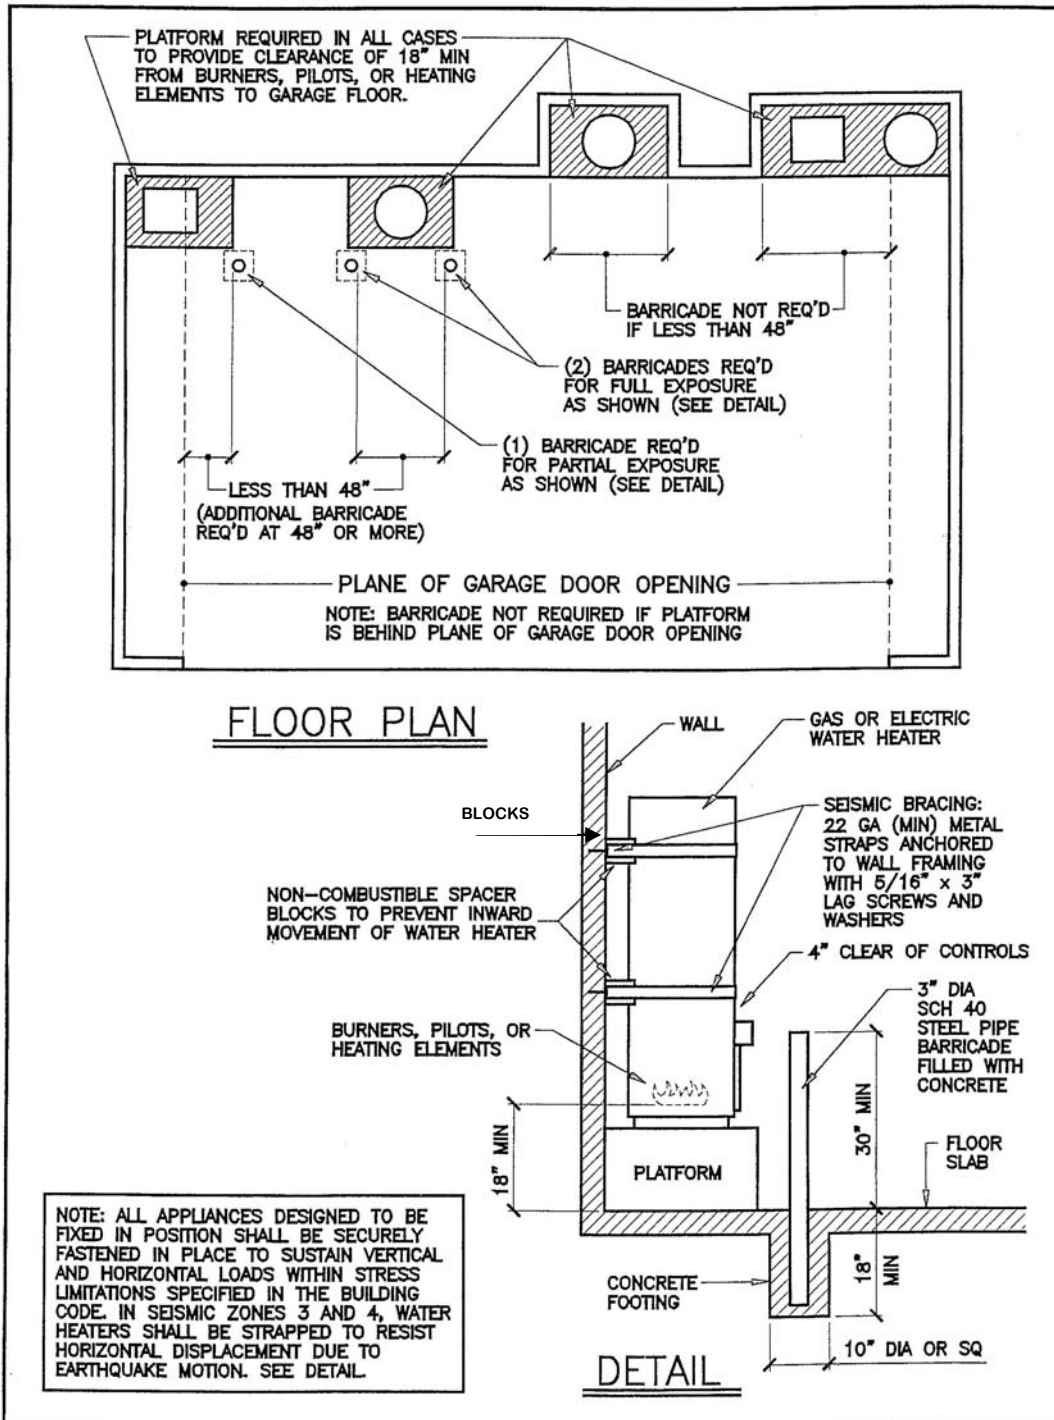 PLATFORM REQUIRED IN ALL CASES
TO PROVIDE CLEARANCE OF 18" MIN
FROM BURNERS, PILOTS, OR HEATING
ELEMENTS TO GARAGE FLOOR.
BARRICADE NOT REQ'D
IF LESS THAN 48"
(2) BARRICADES REQ'D
FOR FULL EXPOSURE
AS SHOWN (SEE DETAIL)
(1) BARRICADE REQ'D
FOR PARTIAL EXPOSURE
AS SHOWN (SEE DETAIL)
LESS THAN 48"
(ADDITIONAL BARRICADE
REQ'D AT 48" OR MORE)
PLANE OF GARAGE DOOR OPENING
NOTE: BARRICADE NOT REQUIRED IF PLATFORM
IS BEHIND PLANE OF GARAGE DOOR OPENING
FLOOR PLAN
WALL
GAS OR ELECTRIC
WATER HEATER
BLOCKS
SEISMIC BRACING:
22 GA (MIN) METAL
STRAPS ANCHORED
TO WALL FRAMING
WITH 5/16" x 3"
LAG SCREWS AND
WASHERS
NON-COMBUSTIBLE SPACER
BLOCKS TO PREVENT INWARD
MOVEMENT OF WATER HEATER
4" CLEAR OF CONTROLS
3" DIA
SCH 40
STEEL PIPE
BARRICADE
FILLED WITH
CONCRETE
BURNERS, PILOTS, OR
HEATING ELEMENTS
18" MIN
PLATFORM
30" MIN
FLOOR
SLAB
18"
MIN
CONCRETE
FOOTING
10" DIA OR SQ
DETAIL
NOTE: ALL APPLIANCES DESIGNED TO BE
FIXED IN POSITION SHALL BE SECURELY
FASTENED IN PLACE TO SUSTAIN VERTICAL
AND HORIZONTAL LOADS WITHIN STRESS
LIMITATIONS SPECIFIED IN THE BUILDING
CODE. IN SEISMIC ZONES 3 AND 4, WATER
HEATERS SHALL BE STRAPPED TO RESIST
HORIZONTAL DISPLACEMENT DUE TO
EARTHQUAKE MOTION. SEE DETAIL.